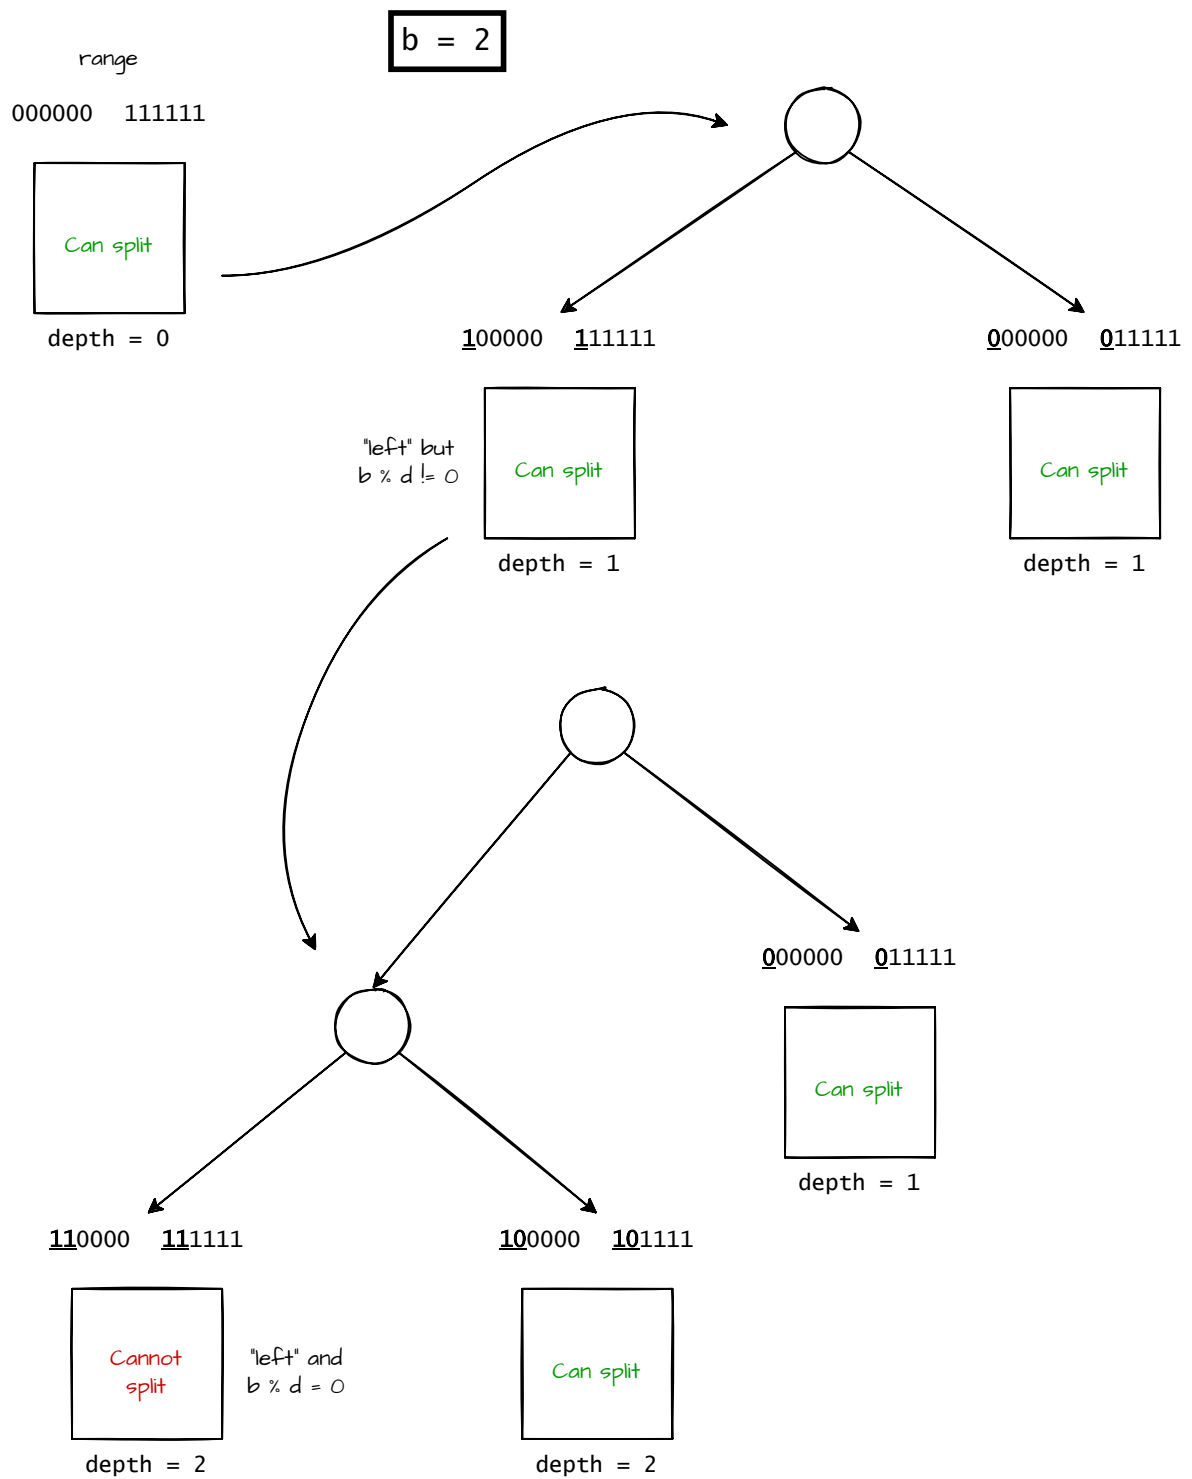 b = 2
range
000000 111111
Can split
depth = 0
100000 111111
000000 011111
"left" but
b % d != 0
Can split
Can split
depth = 1
depth = 1
000000 011111
Can split
depth = 1
110000 111111
100000 101111
Cannot
split
"left" and
b % d = 0
Can split
depth = 2
depth = 2